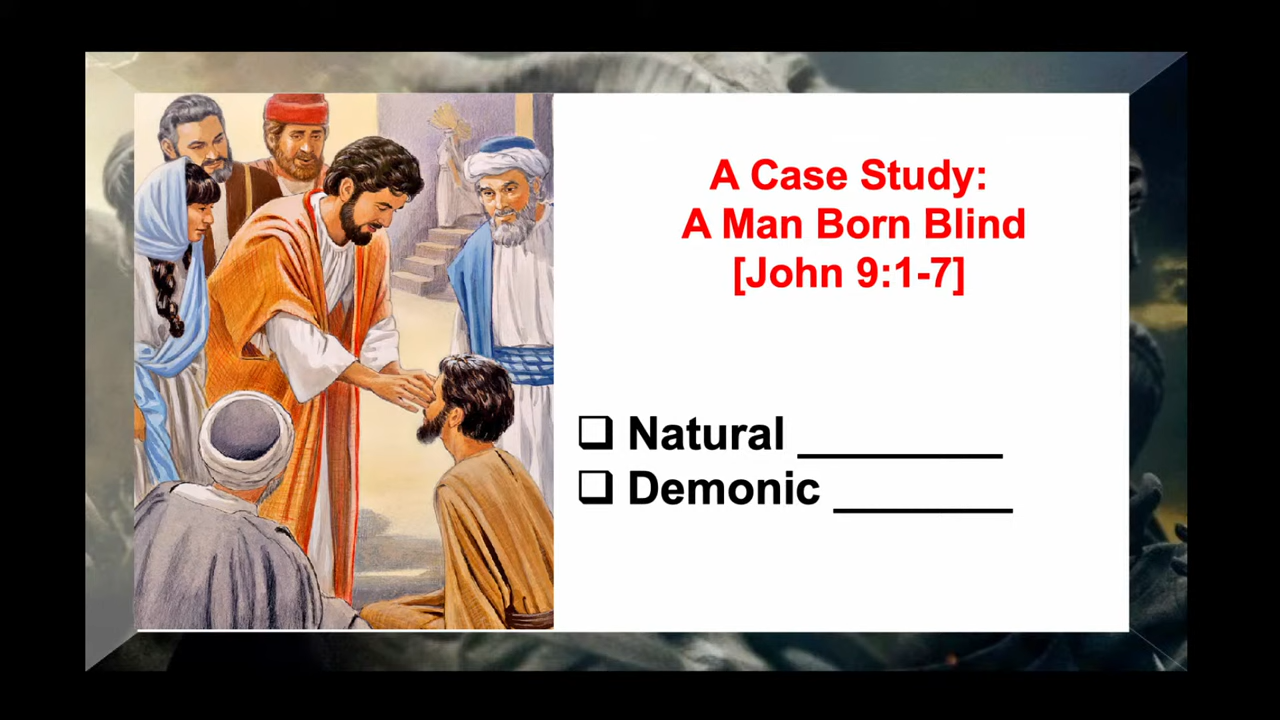 A Case Study:
A Man Born Blind
[John 9:1-7]
❑ Natural _________
❑ Demonic ________